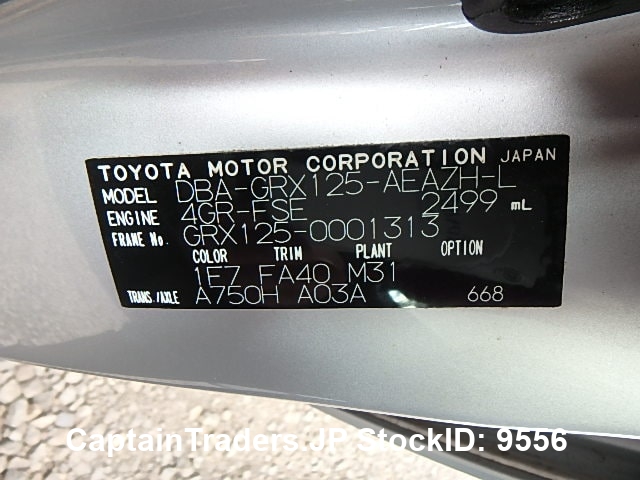 TOYOTA MOTOR CORPORATION JAPAN
MODEL DBA-GRX125-AEAZH-L
ENGINE 4GR-FSE 2499 mL
FRAME No. GRX125-0001313
COLOR TRIM PLANT OPTION
1F7 FA40 M31
TRANS./AXLE A750H A03A 668
CaptainTraders.JP StockID: 9556